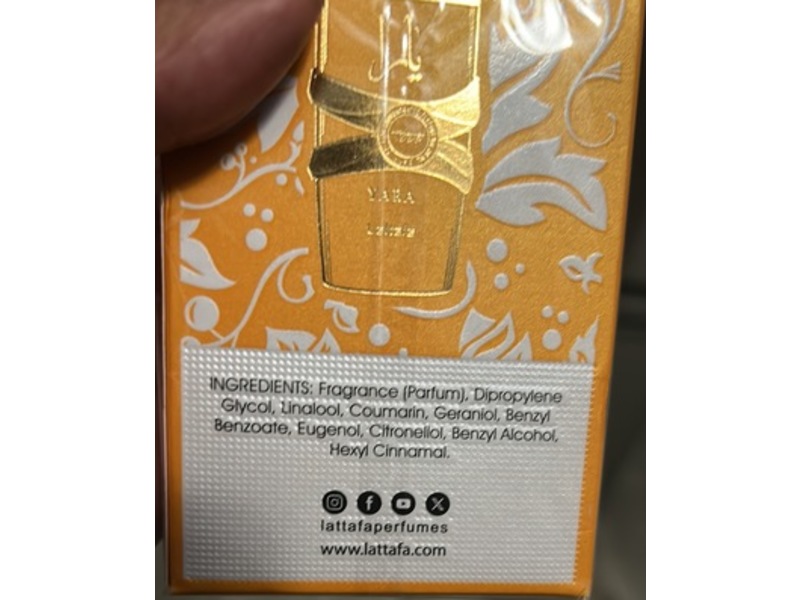 يارا
YARA
INGREDIENTS: Fragrance (Parfum), Dipropylene
Glycol, Linalool, Coumarin, Geraniol, Benzyl
Benzoate, Eugenol, Citronellol, Benzyl Alcohol,
Hexyl Cinnamal.
lattafaperfumes
www.lattafa.com